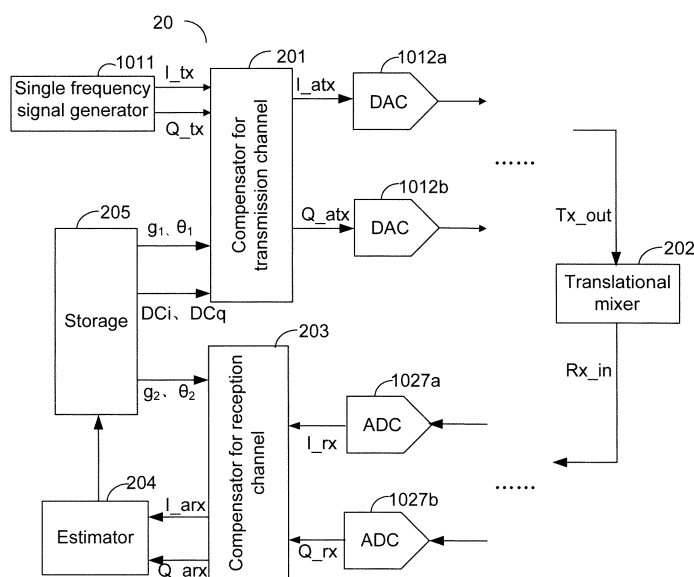 20
1011
Single frequency
signal generator
I_tx
Q_tx
201
Compensator for
transmission channel
I_atx
Q_atx
1012a
DAC
1012b
DAC
......
Tx_out
202
Translational
mixer
Rx_in
205
Storage
g₁、θ₁
DCi、DCq
g₂、θ₂
203
Compensator for reception
channel
1027a
ADC
I_rx
1027b
ADC
Q_rx
......
204
Estimator
I_arx
Q_arx